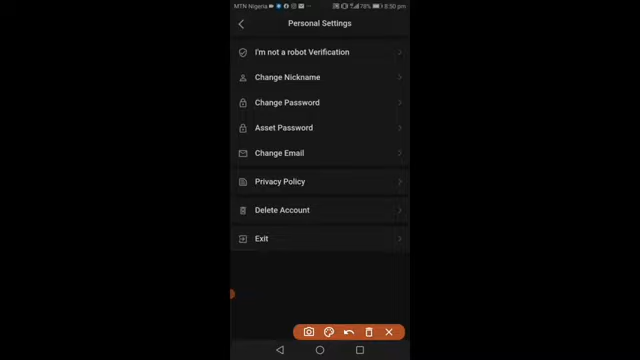 MTN Nigeria 78% 8:50 pm
Personal Settings
I'm not a robot Verification
Change Nickname
Change Password
Asset Password
Change Email
Privacy Policy
Delete Account
Exit